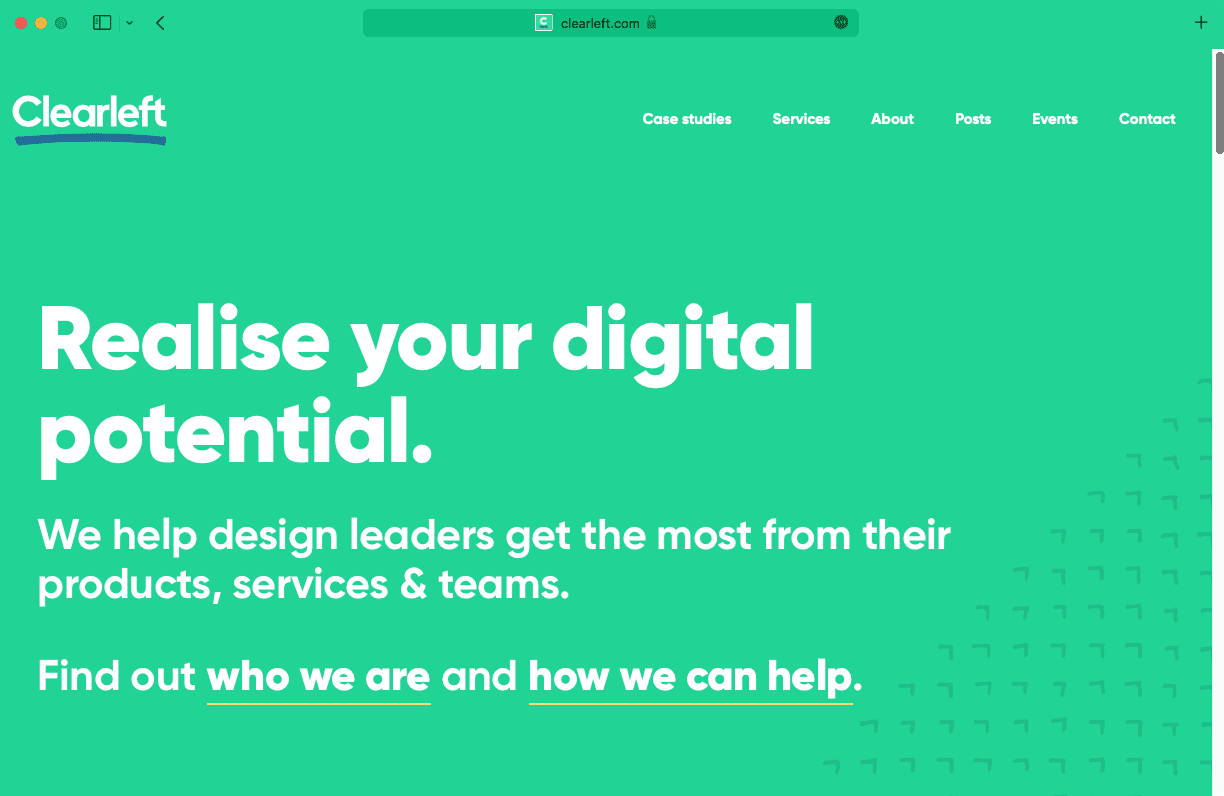 clearleft.com
Clearleft
Case studies Services About Posts Events Contact
Realise your digital
potential.
We help design leaders get the most from their
products, services & teams.
Find out who we are and how we can help.